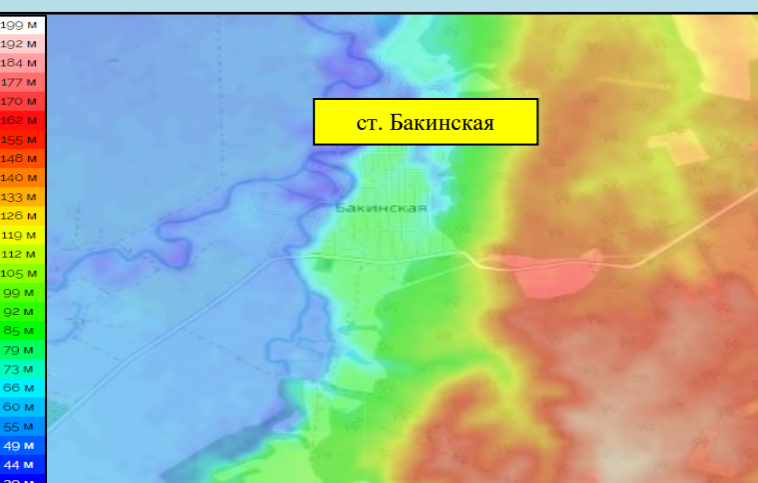 199 м
192 м
184 м
177 м
170 м
162 м
155 м
148 м
140 м
133 м
126 м
119 м
112 м
105 м
99 м
92 м
85 м
79 м
73 м
66 м
60 м
55 м
49 м
44 м
39 м
ст. Бакинская
Бакинская